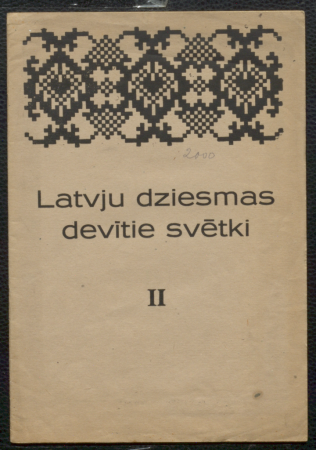 2000
Latvju dziesmas
devītie svētki
II